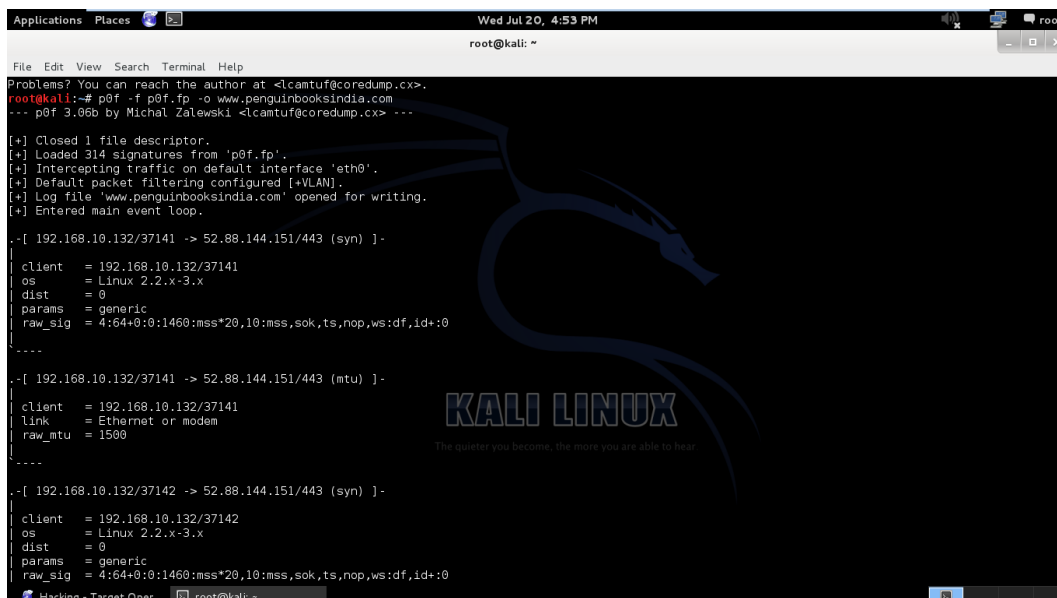 Applications Places Wed Jul 20, 4:53 PM roo
root@kali: ~
File Edit View Search Terminal Help
Problems? You can reach the author at <lcamtuf@coredump.cx>.
root@kali:~# p0f -f p0f.fp -o www.penguinbooksindia.com
--- p0f 3.06b by Michal Zalewski <lcamtuf@coredump.cx> ---
[+] Closed 1 file descriptor.
[+] Loaded 314 signatures from 'p0f.fp'.
[+] Intercepting traffic on default interface 'eth0'.
[+] Default packet filtering configured [+VLAN].
[+] Log file 'www.penguinbooksindia.com' opened for writing.
[+] Entered main event loop.
.-[ 192.168.10.132/37141 -> 52.88.144.151/443 (syn) ]-
|
| client   = 192.168.10.132/37141
| os       = Linux 2.2.x-3.x
| dist     = 0
| params   = generic
| raw_sig  = 4:64+0:0:1460:mss*20,10:mss,sok,ts,nop,ws:df,id+:0
|
`----
.-[ 192.168.10.132/37141 -> 52.88.144.151/443 (mtu) ]-
|
| client   = 192.168.10.132/37141
| link     = Ethernet or modem
| raw_mtu  = 1500
|
`----
KALI LINUX
The quieter you become, the more you are able to hear
.-[ 192.168.10.132/37142 -> 52.88.144.151/443 (syn) ]-
|
| client   = 192.168.10.132/37142
| os       = Linux 2.2.x-3.x
| dist     = 0
| params   = generic
| raw_sig  = 4:64+0:0:1460:mss*20,10:mss,sok,ts,nop,ws:df,id+:0
Hacking - Target Oper root@kali: ~